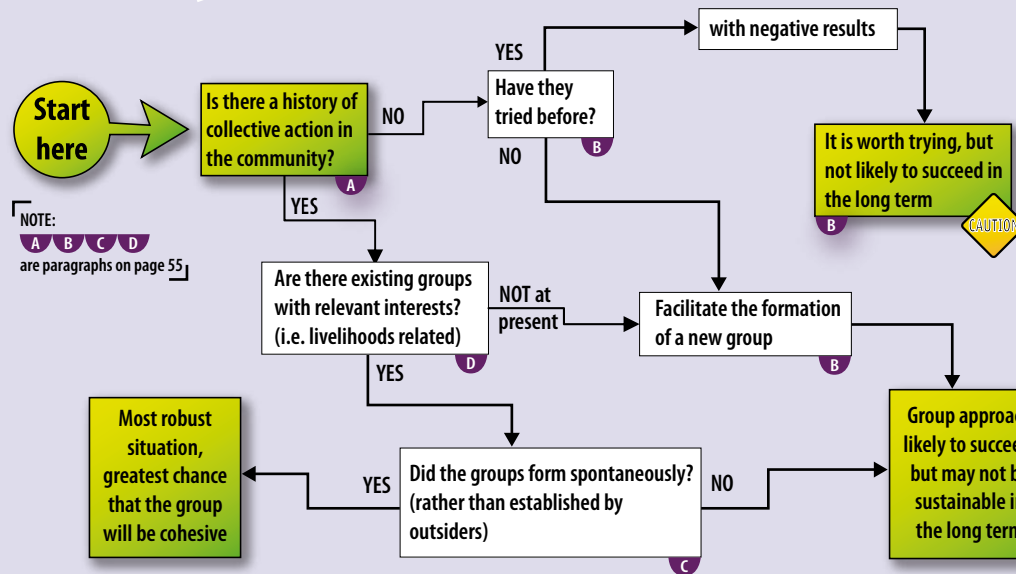 Start
here
Is there a history of
collective action in
the community?
A
NO
YES
Have they
tried before?
B
YES
NO
with negative results
It is worth trying, but
not likely to succeed in
the long term
B
CAUTION
NOTE:
A B C D
are paragraphs on page 55
Are there existing groups
with relevant interests?
(i.e. livelihoods related)
D
NOT at
present
YES
Facilitate the formation
of a new group
B
Most robust
situation,
greatest chance
that the group
will be cohesive
YES
Did the groups form spontaneously?
(rather than established by
outsiders)
C
NO
Group
likely to
but may not
sustainable
the long term